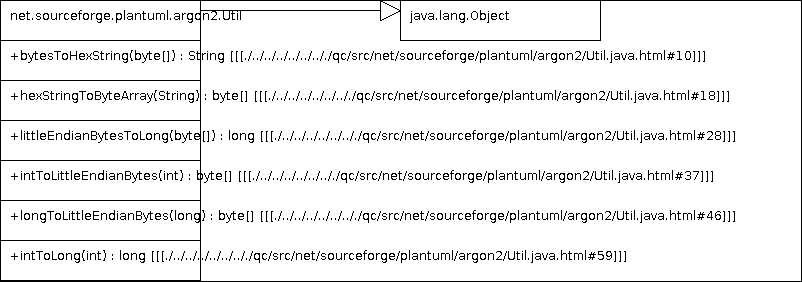 net.sourceforge.plantuml.argon2.Util
java.lang.Object
+bytesToHexString(byte[]) : String [[[./../../../../../../../qc/src/net/sourceforge/plantuml/argon2/Util.java.html#10]]]
+hexStringToByteArray(String) : byte[] [[[./../../../../../../../qc/src/net/sourceforge/plantuml/argon2/Util.java.html#18]]]
+littleEndianBytesToLong(byte[]) : long [[[./../../../../../../../qc/src/net/sourceforge/plantuml/argon2/Util.java.html#28]]]
+intToLittleEndianBytes(int) : byte[] [[[./../../../../../../../qc/src/net/sourceforge/plantuml/argon2/Util.java.html#37]]]
+longToLittleEndianBytes(long) : byte[] [[[./../../../../../../../qc/src/net/sourceforge/plantuml/argon2/Util.java.html#46]]]
+intToLong(int) : long [[[./../../../../../../../qc/src/net/sourceforge/plantuml/argon2/Util.java.html#59]]]